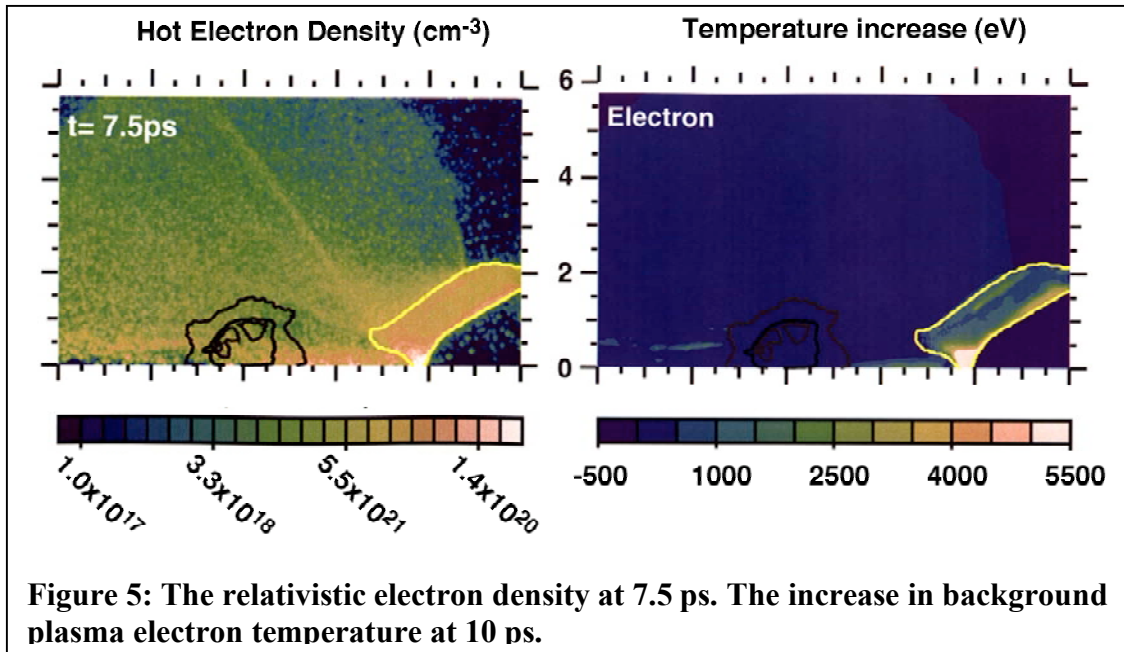 Hot Electron Density (cm-3)
Temperature increase (eV)
t= 7.5ps
6
Electron
4
2
0
1.0x1017
3.3x1018
5.5x1021
1.4x1020
-500
1000
2500
4000
5500
Figure 5: The relativistic electron density at 7.5 ps. The increase in background
plasma electron temperature at 10 ps.